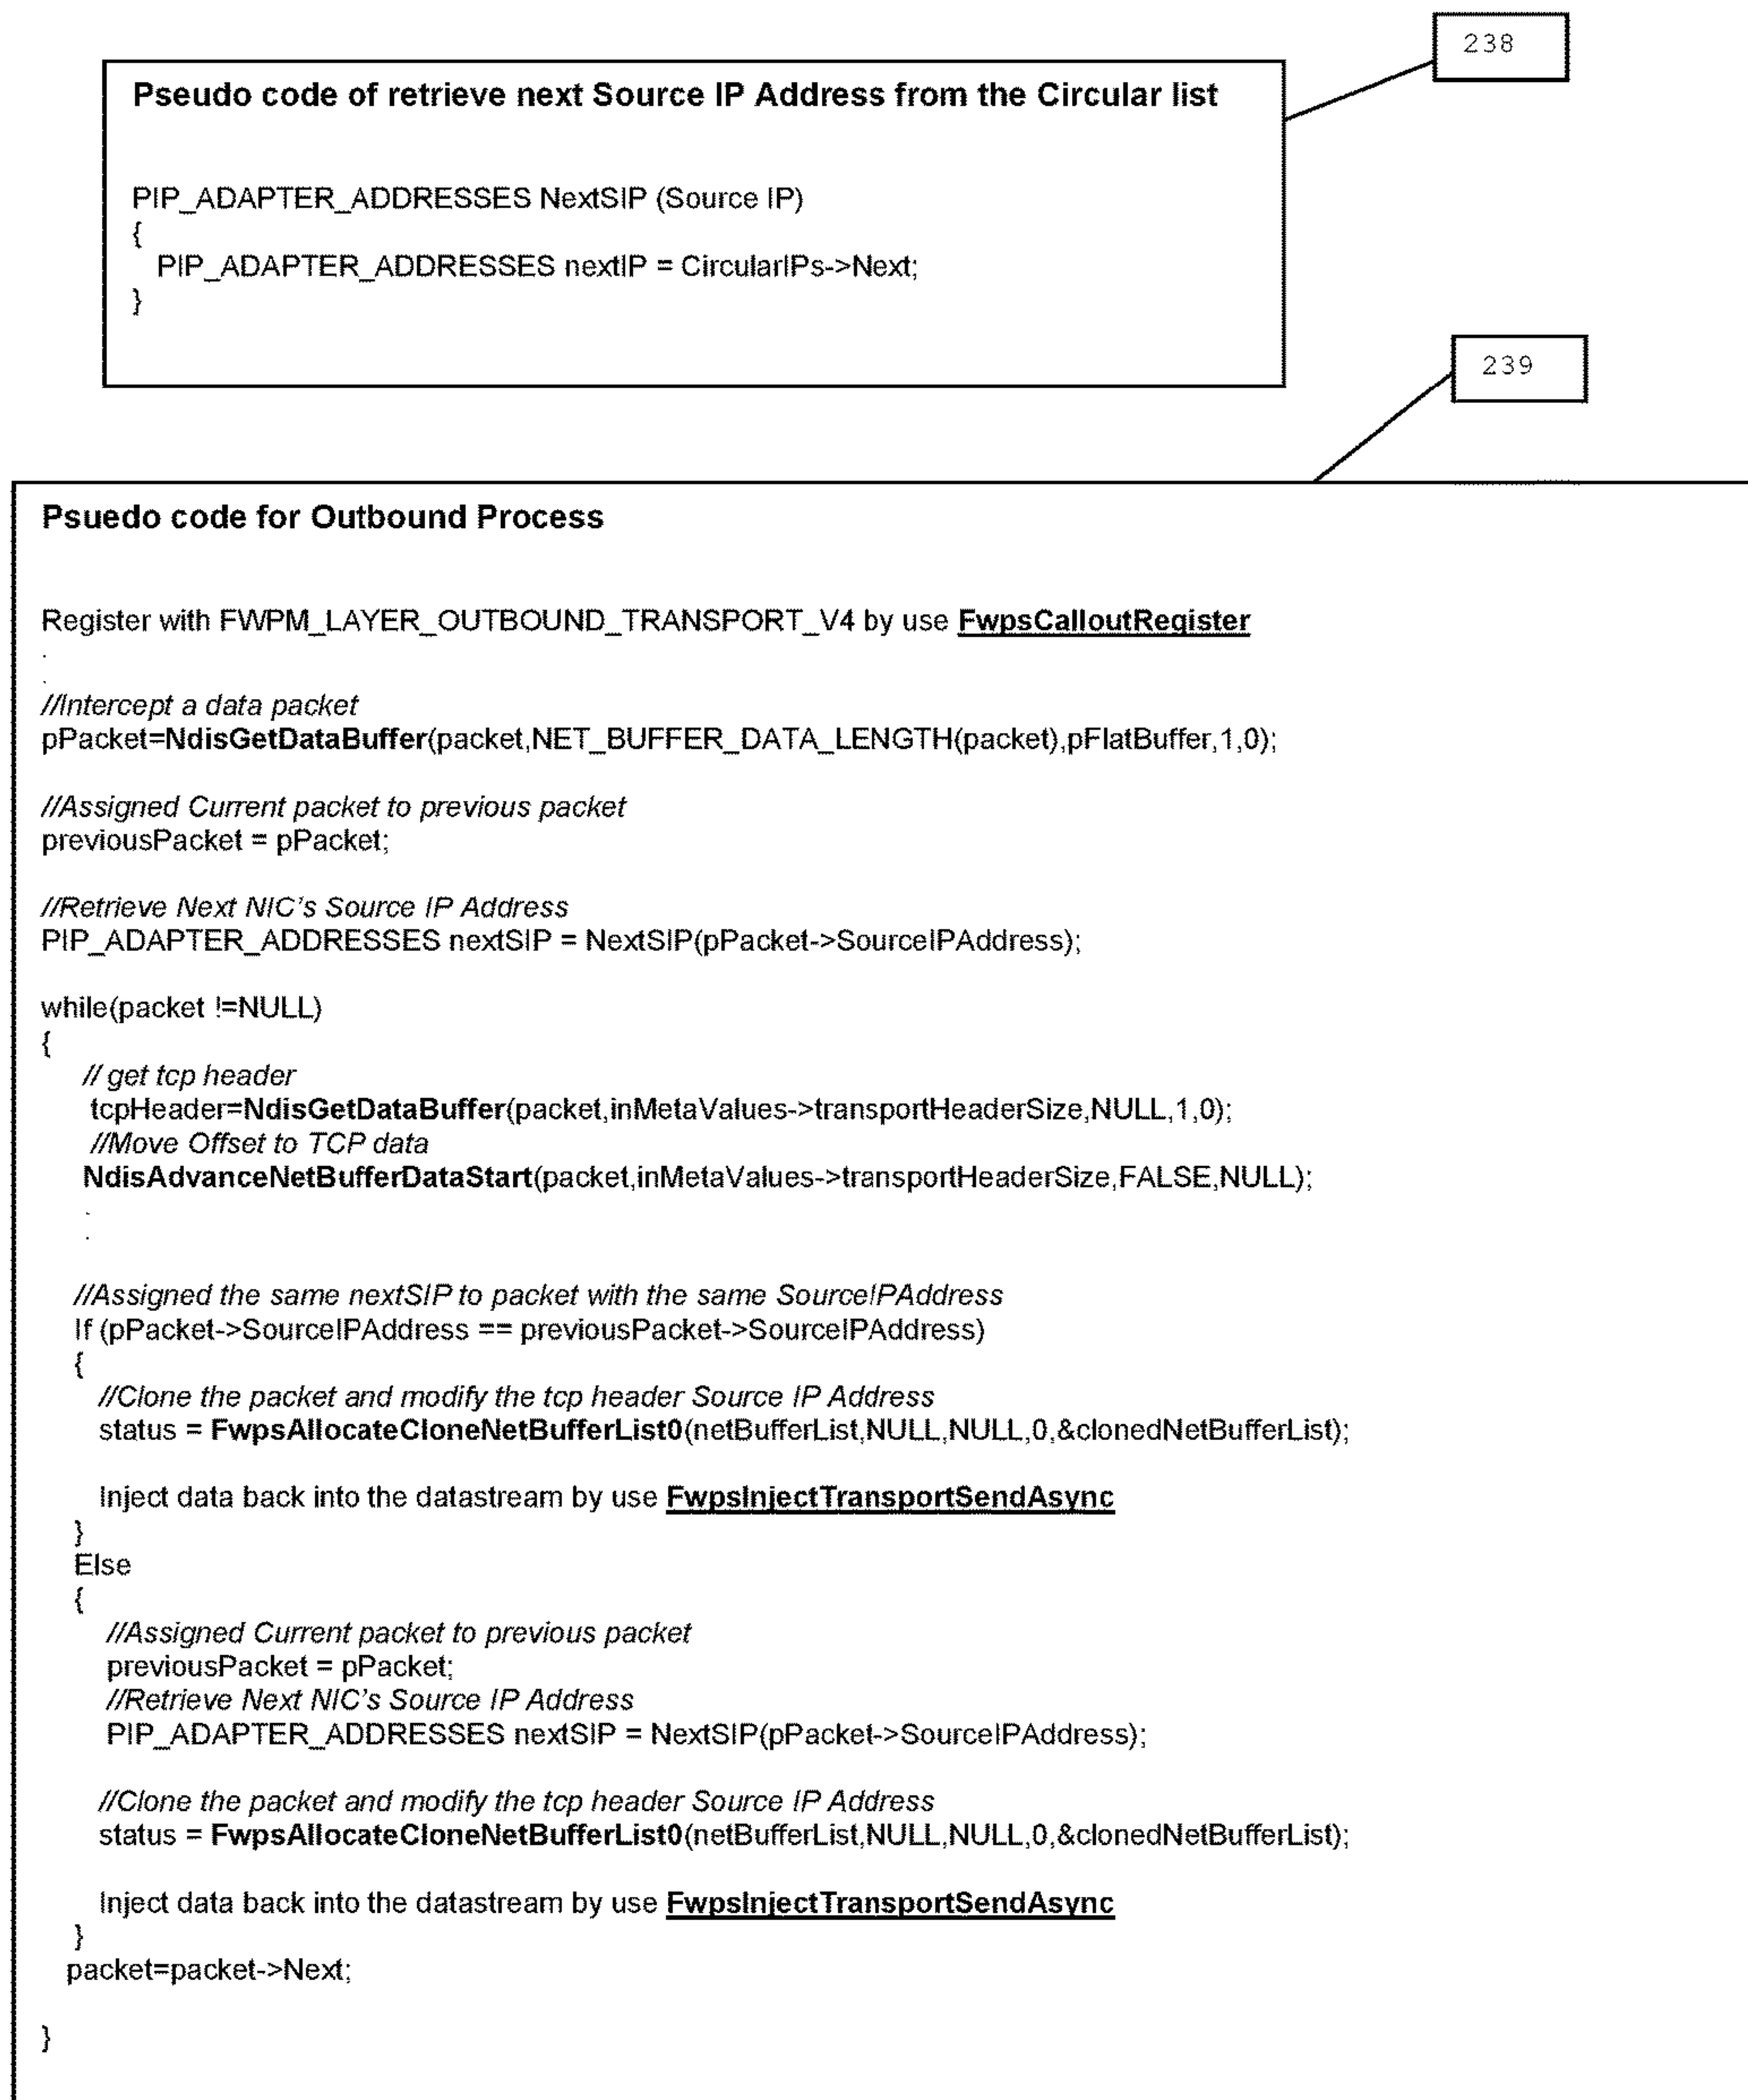 238
Pseudo code of retrieve next Source IP Address from the Circular list
PIP_ADAPTER_ADDRESSES NextSIP (Source IP)
{
PIP_ADAPTER_ADDRESSES nextIP = CircularIPs->Next;
}
239
Psuedo code for Outbound Process
Register with FWPM_LAYER_OUTBOUND_TRANSPORT_V4 by use FwpsCalloutRegister
.
.
//Intercept a data packet
pPacket=NdisGetDataBuffer(packet,NET_BUFFER_DATA_LENGTH(packet),pFlatBuffer,1,0);
//Assigned Current packet to previous packet
previousPacket = pPacket;
//Retrieve Next NIC's Source IP Address
PIP_ADAPTER_ADDRESSES nextSIP = NextSIP(pPacket->SourceIPAddress);
while(packet !=NULL)
{
// get tcp header
tcpHeader=NdisGetDataBuffer(packet,inMetaValues->transportHeaderSize,NULL,1,0);
//Move Offset to TCP data
NdisAdvanceNetBufferDataStart(packet,inMetaValues->transportHeaderSize,FALSE,NULL);
.
.
//Assigned the same nextSIP to packet with the same SourceIPAddress
If (pPacket->SourceIPAddress == previousPacket->SourceIPAddress)
{
//Clone the packet and modify the tcp header Source IP Address
status = FwpsAllocateCloneNetBufferList0(netBufferList,NULL,NULL,0,&clonedNetBufferList);
Inject data back into the datastream by use FwpsInjectTransportSendAsync
}
Else
{
//Assigned Current packet to previous packet
previousPacket = pPacket;
//Retrieve Next NIC's Source IP Address
PIP_ADAPTER_ADDRESSES nextSIP = NextSIP(pPacket->SourceIPAddress);
//Clone the packet and modify the tcp header Source IP Address
status = FwpsAllocateCloneNetBufferList0(netBufferList,NULL,NULL,0,&clonedNetBufferList);
Inject data back into the datastream by use FwpsInjectTransportSendAsync
}
packet=packet->Next;
}